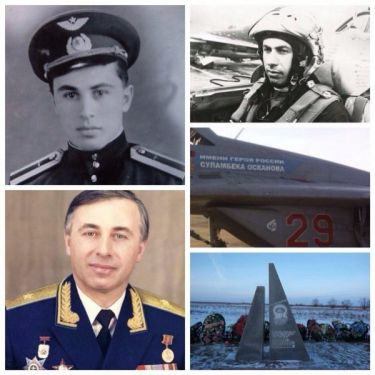 ИМЕНИ ГЕРОЯ РОССИИ
СУЛАМБЕКА ОСКАНОВА
29